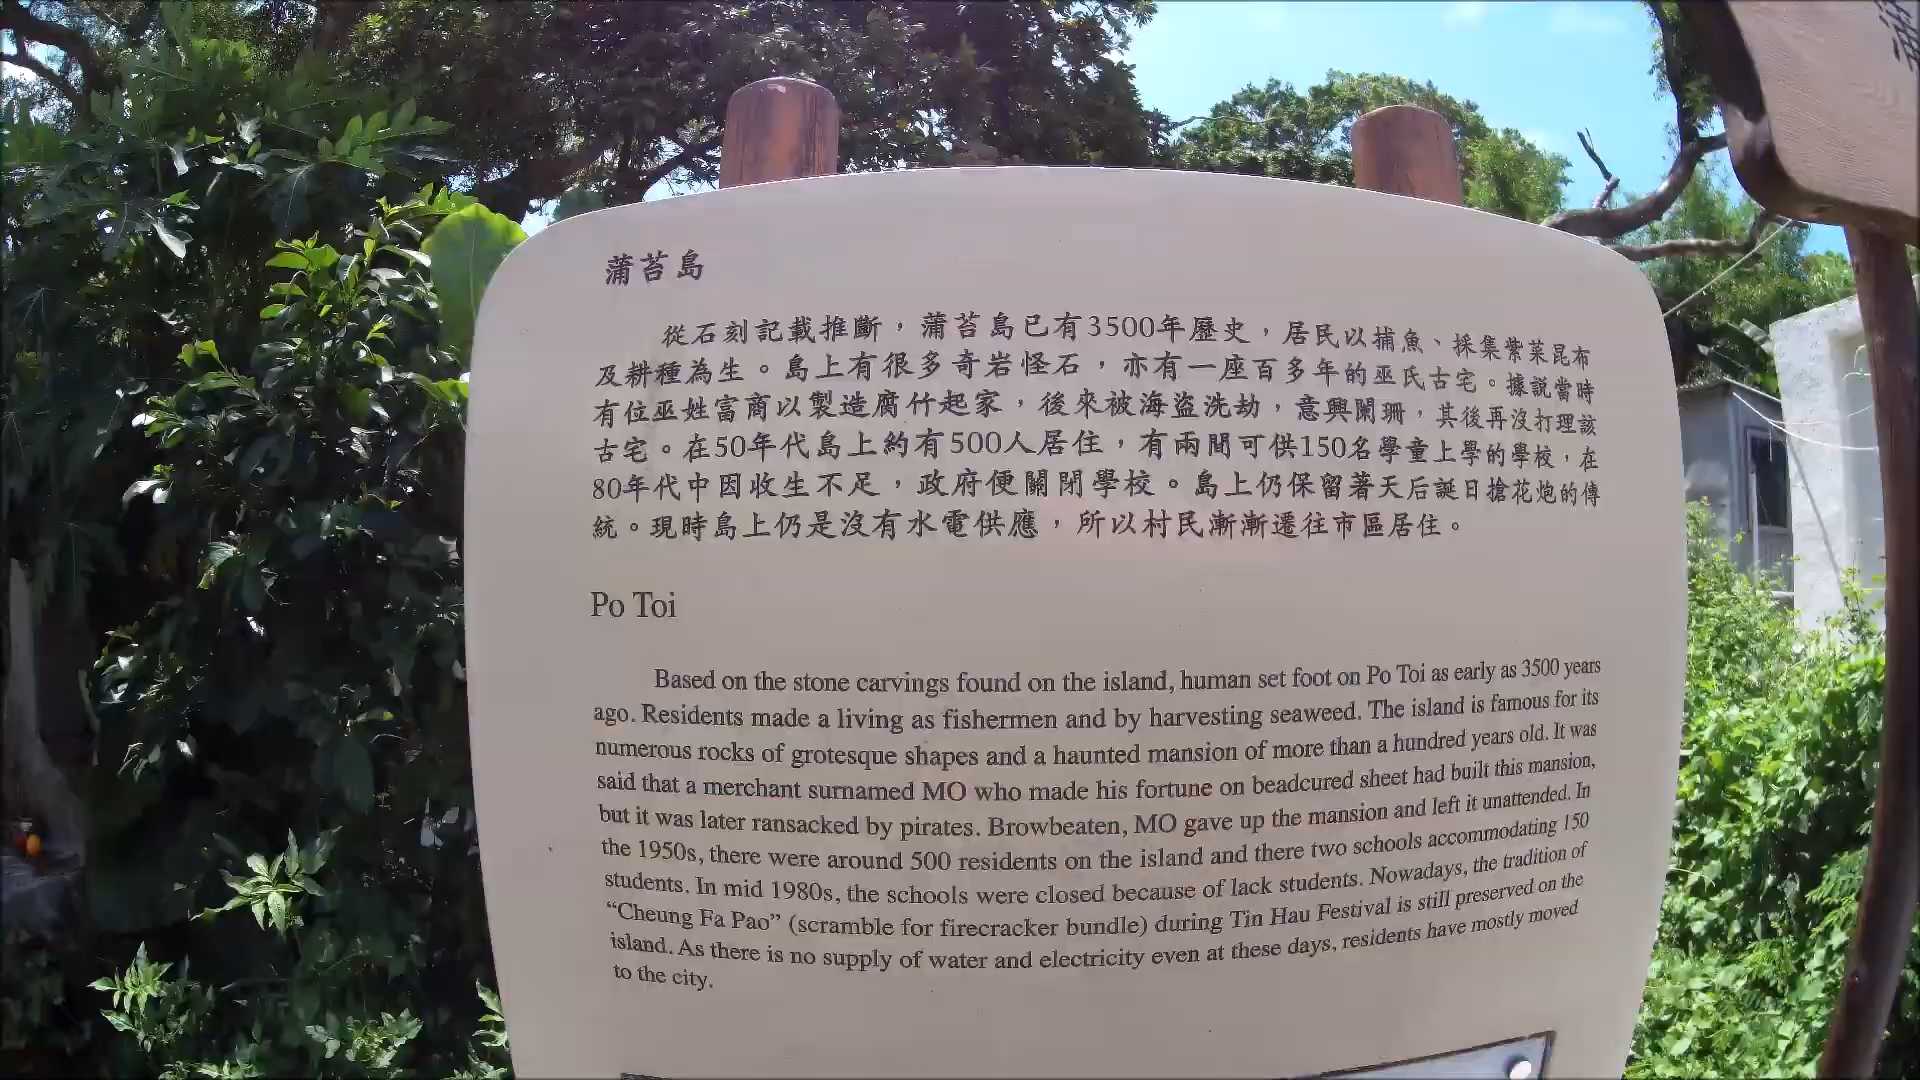 蒲苔島
從石刻記載推斷，蒲苔島已有3500年歷史，居民以捕魚、採集紫菜昆布
及耕種為生。島上有很多奇岩怪石，亦有一座百多年的巫氏古宅。據說當時
有位巫姓富商以製造腐竹起家，後來被海盜洗劫，意興闌珊，其後再沒打理該
古宅。在50年代島上約有500人居住，有兩間可供150名學童上學的學校，在
80年代中因收生不足，政府便關閉學校。島上仍保留著天后誕日搶花炮的傳
統。現時島上仍是沒有水電供應，所以村民漸漸遷往市區居住。
Po Toi
Based on the stone carvings found on the island, human set foot on Po Toi as early as 3500 years
ago. Residents made a living as fishermen and by harvesting seaweed. The island is famous for its
numerous rocks of grotesque shapes and a haunted mansion of more than a hundred years old. It was
said that a merchant surnamed MO who made his fortune on beadcured sheet had built this mansion,
but it was later ransacked by pirates. Browbeaten, MO gave up the mansion and left it unattended. In
the 1950s, there were around 500 residents on the island and there two schools accommodating 150
students. In mid 1980s, the schools were closed because of lack students. Nowadays, the tradition of
“Cheung Fa Pao” (scramble for firecracker bundle) during Tin Hau Festival is still preserved on the
island. As there is no supply of water and electricity even at these days, residents have mostly moved
to the city.